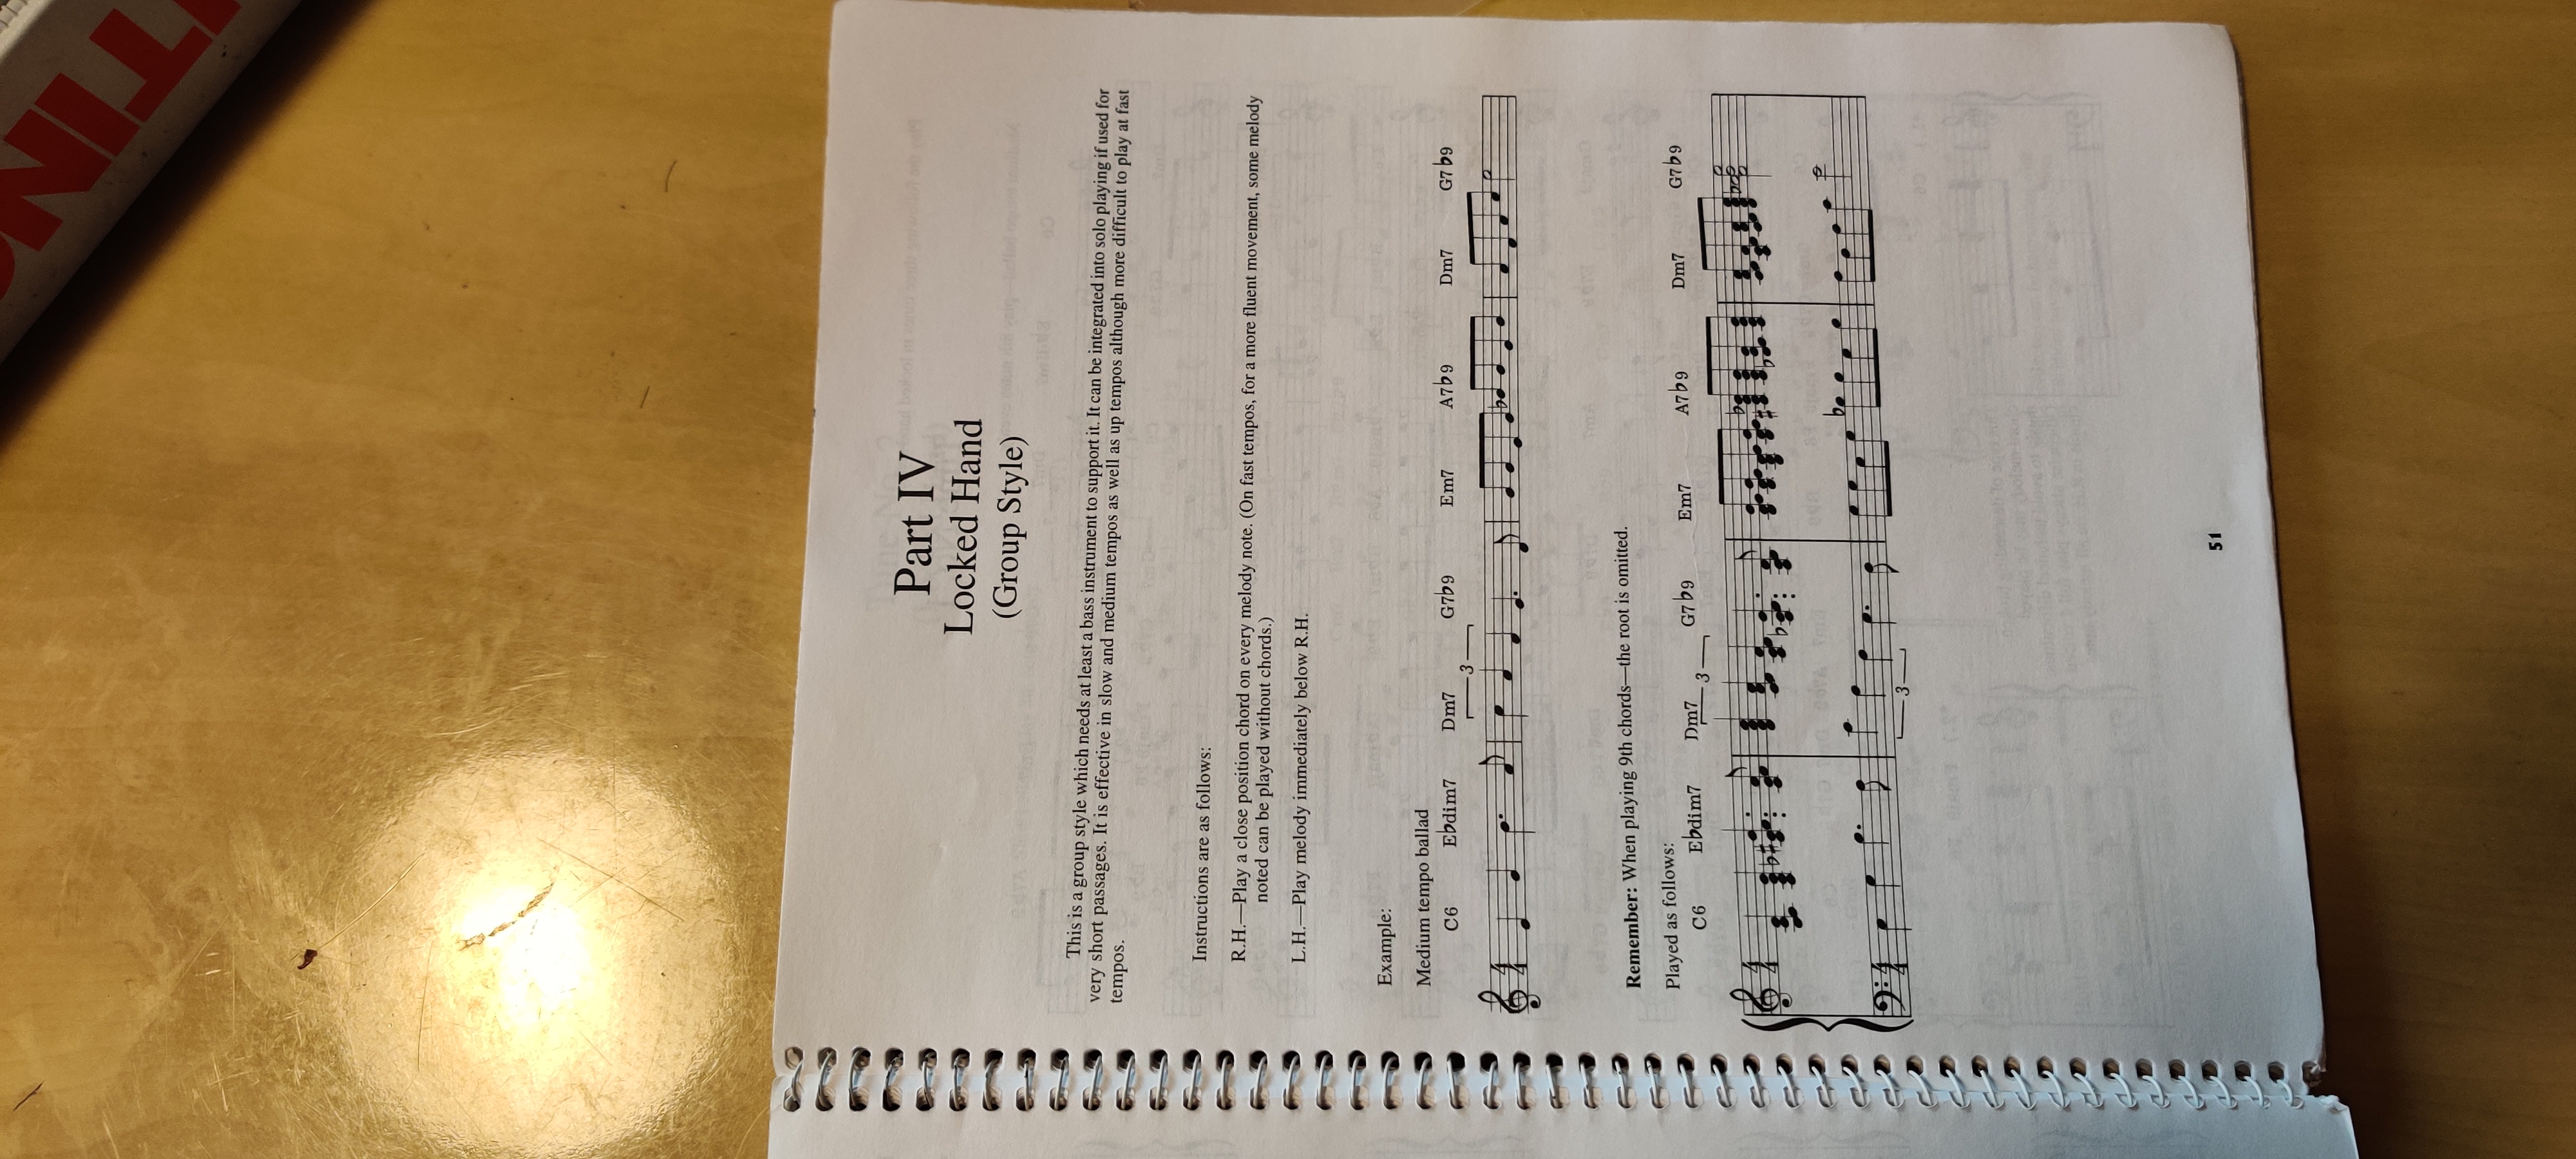 Part IV
Locked Hand
(Group Style)
This is a group style which needs at least a bass instrument to support it. It can be integrated into solo playing if used for
very short passages. It is effective in slow and medium tempos as well as up tempos although more difficult to play at fast
tempos.
Instructions are as follows:
R.H.—Play a close position chord on every melody note. (On fast tempos, for a more fluent movement, some melody
noted can be played without chords.)
L.H.—Play melody immediately below R.H.
Example:
Medium tempo ballad
C6 E♭dim7 Dm7 G7♭9 Em7 A7♭9 Dm7 G7♭9
3
4
4
Remember: When playing 9th chords—the root is omitted.
Played as follows:
C6 E♭dim7 Dm7 G7♭9 Em7 A7♭9 Dm7 G7♭9
3
4
4
4
4
3
51